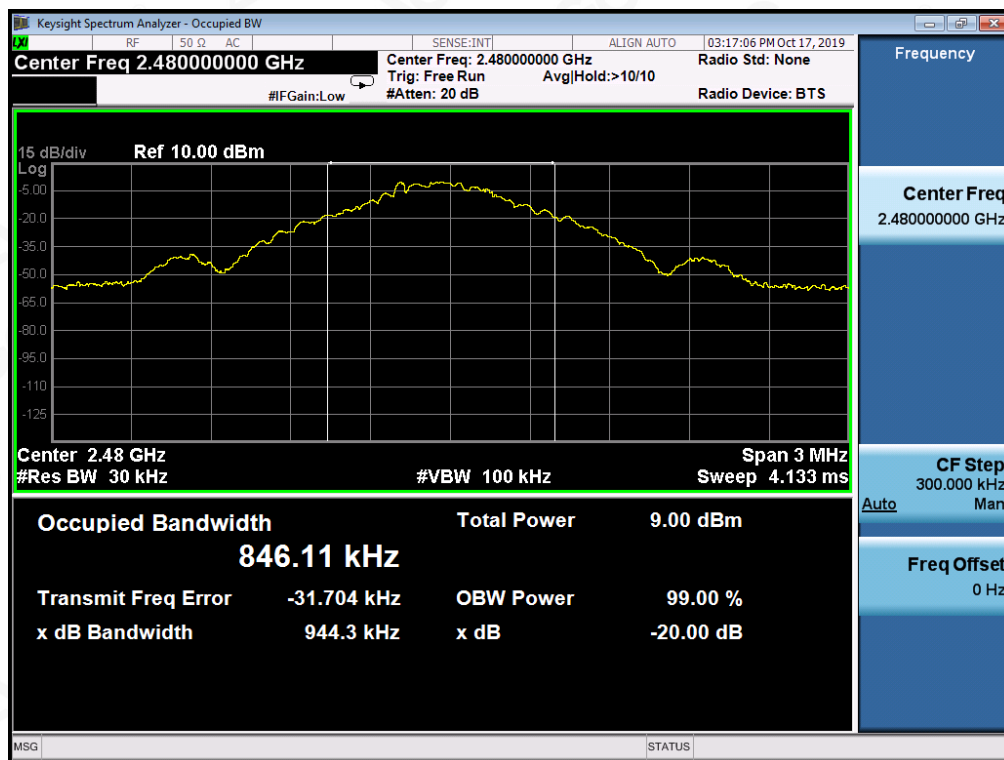 Keysight Spectrum Analyzer - Occupied BW
LXI RF 50 Ω AC SENSE:INT ALIGN AUTO 03:17:06 PM Oct 17, 2019
Center Freq 2.480000000 GHz
Center Freq: 2.480000000 GHz Radio Std: None
Trig: Free Run Avg|Hold:>10/10
#IFGain:Low #Atten: 20 dB Radio Device: BTS
15 dB/div Ref 10.00 dBm
Log
-5.00
-20.0
-35.0
-50.0
-65.0
-80.0
-95.0
-110
-125
Center 2.48 GHz Span 3 MHz
#Res BW 30 kHz #VBW 100 kHz Sweep 4.133 ms
Occupied Bandwidth Total Power 9.00 dBm
846.11 kHz
Transmit Freq Error -31.704 kHz OBW Power 99.00 %
x dB Bandwidth 944.3 kHz x dB -20.00 dB
MSG STATUS
Frequency
Center Freq
2.480000000 GHz
CF Step
300.000 kHz
Auto Man
Freq Offset
0 Hz